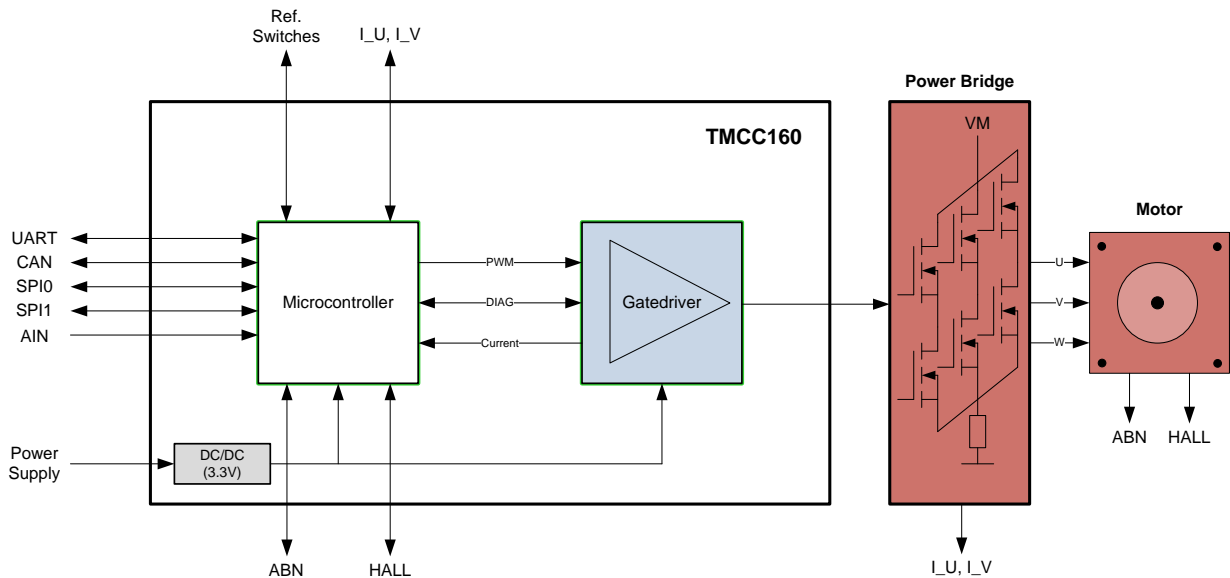 Ref.
Switches
I_U, I_V
Power Bridge
TMCC160
VM
Motor
UART
CAN
SPI0
SPI1
AIN
Microcontroller
PWM
DIAG
Current
Gatedriver
U
V
W
ABN
HALL
Power
Supply
DC/DC
(3.3V)
ABN
HALL
I_U, I_V